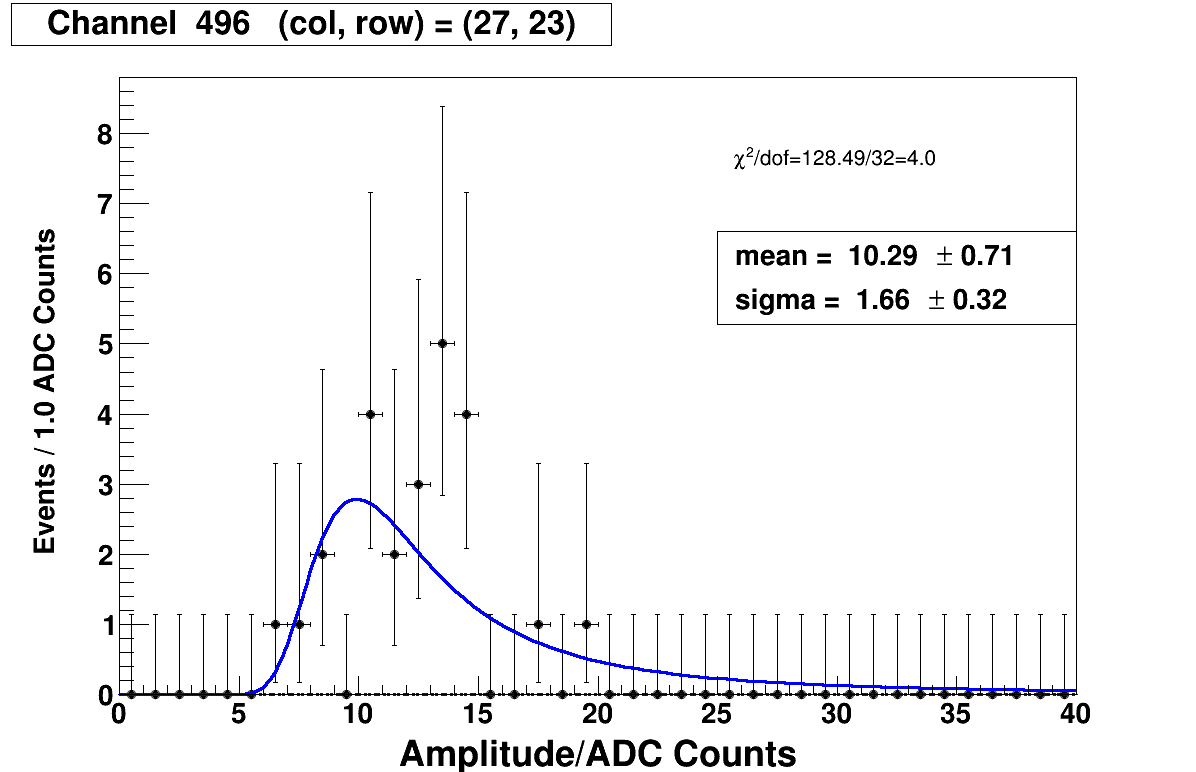 Channel 496 (col, row) = (27, 23)
χ²/dof=128.49/32=4.0
mean = 10.29 ± 0.71
sigma = 1.66 ± 0.32
Events / 1.0 ADC Counts
8
7
6
5
4
3
2
1
0
0 5 10 15 20 25 30 35 40
Amplitude/ADC Counts